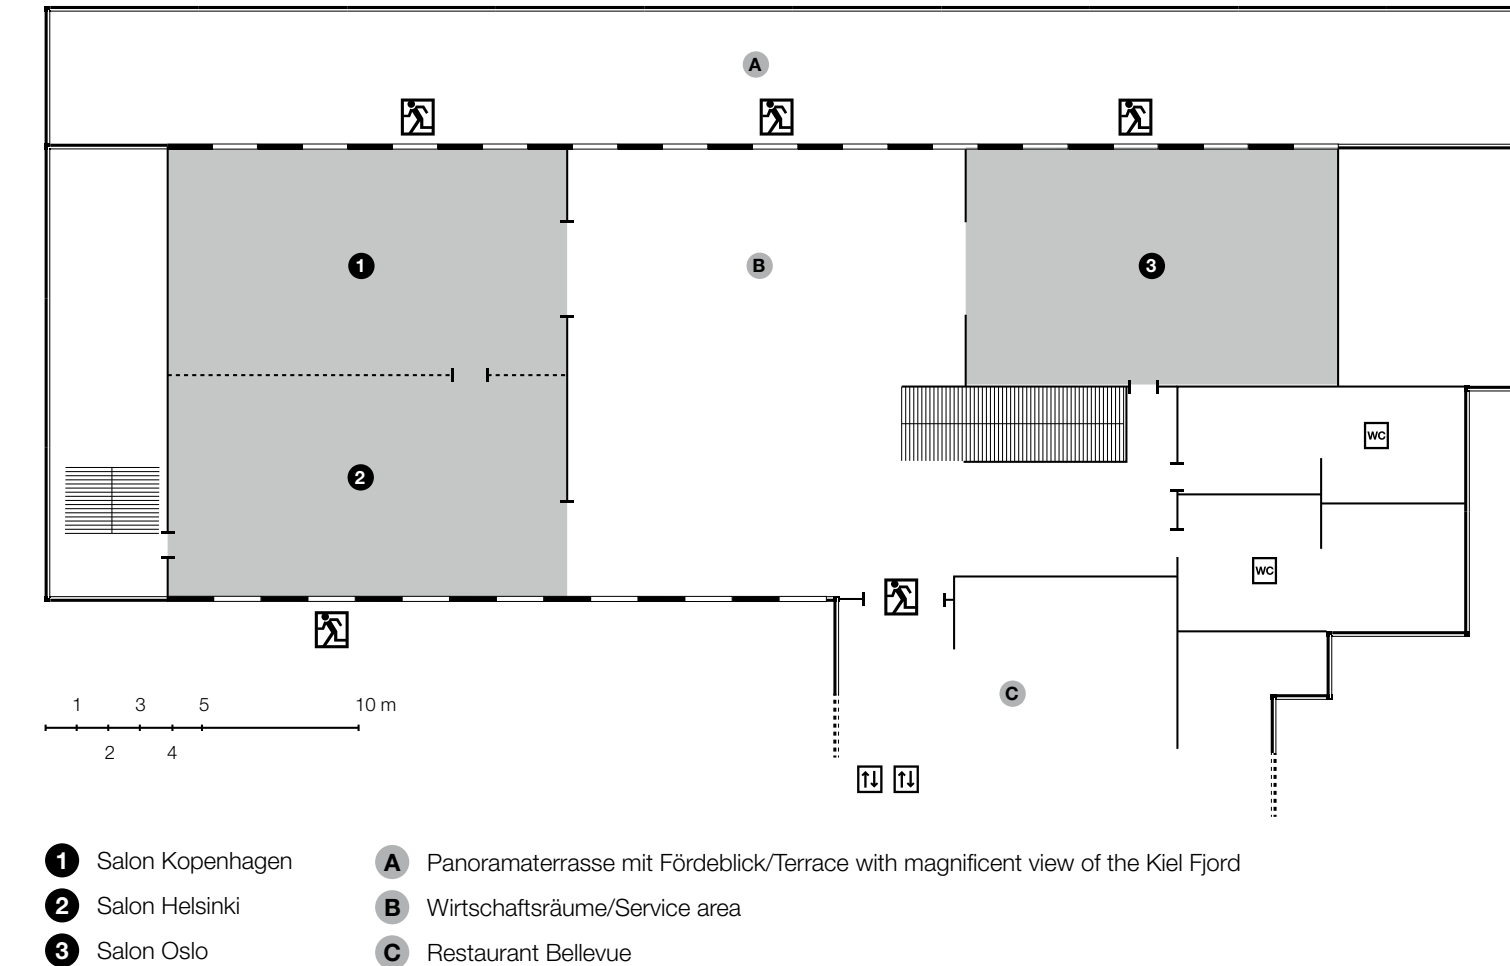 A
1
B
3
WC
2
WC
C
1 3 5 10 m
2 4
1 Salon Kopenhagen
2 Salon Helsinki
3 Salon Oslo
A Panoramaterrasse mit Fördeblick/Terrace with magnificent view of the Kiel Fjord
B Wirtschaftsräume/Service area
C Restaurant Bellevue